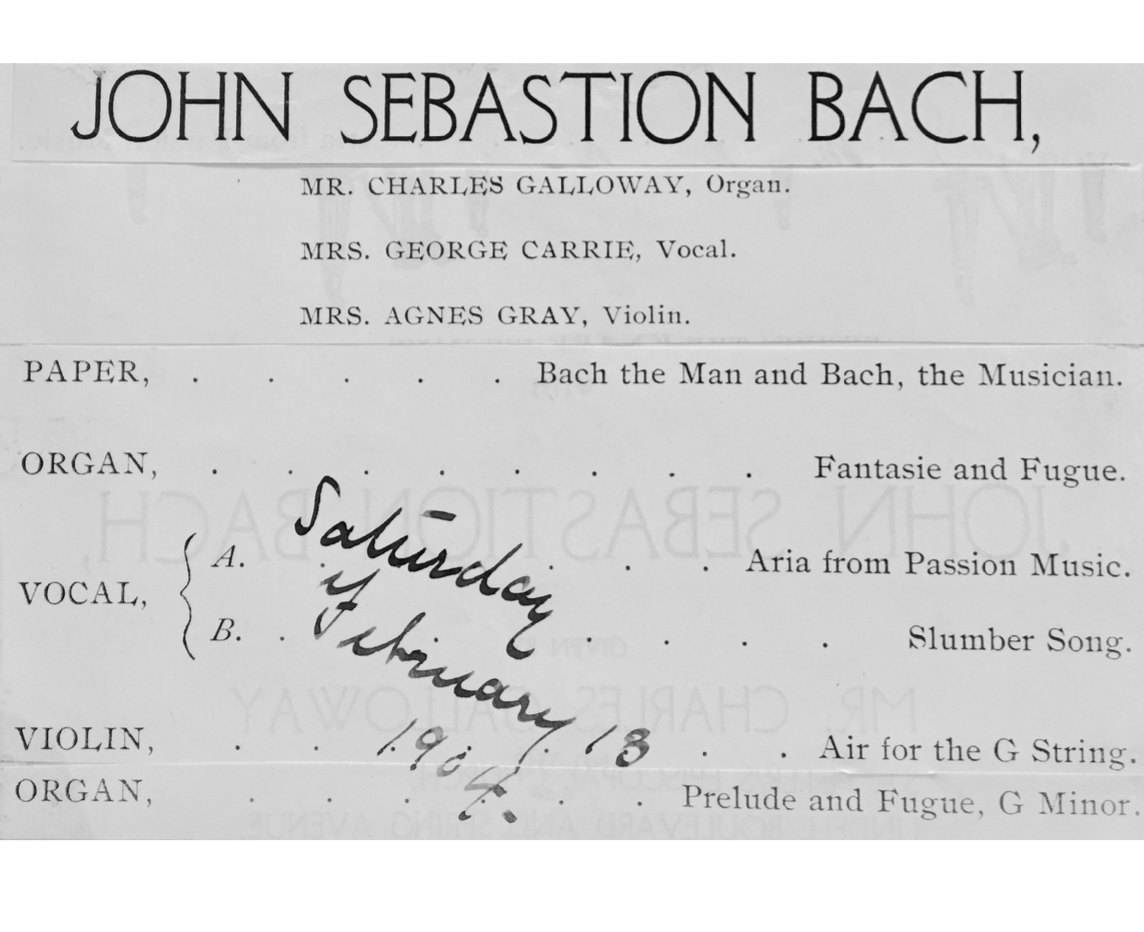 JOHN SEBASTION BACH,
MR. CHARLES GALLOWAY, Organ.
MRS. GEORGE CARRIE, Vocal.
MRS. AGNES GRAY, Violin.
PAPER, . . . . . Bach the Man and Bach, the Musician.
ORGAN, . . . . . . . . Fantasie and Fugue.
VOCAL,
A. . . . Aria from Passion Music.
B. . . . . . Slumber Song.
VIOLIN, . . . . . . Air for the G String.
ORGAN, . . . . . . Prelude and Fugue, G Minor.
Saturday
February 13
1904.